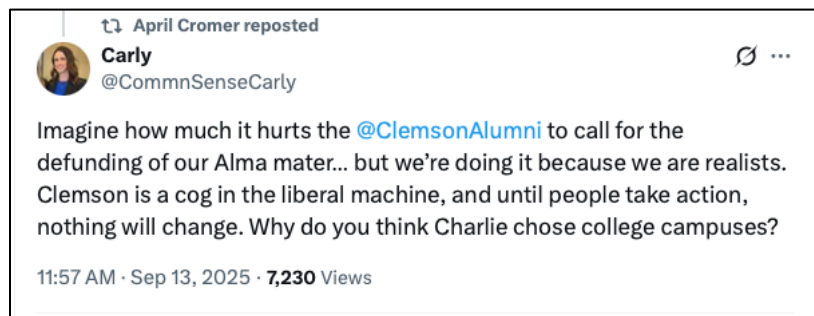 April Cromer reposted
Carly
@CommnSenseCarly
Imagine how much it hurts the @ClemsonAlumni to call for the
defunding of our Alma mater... but we’re doing it because we are realists.
Clemson is a cog in the liberal machine, and until people take action,
nothing will change. Why do you think Charlie chose college campuses?
11:57 AM · Sep 13, 2025 · 7,230 Views